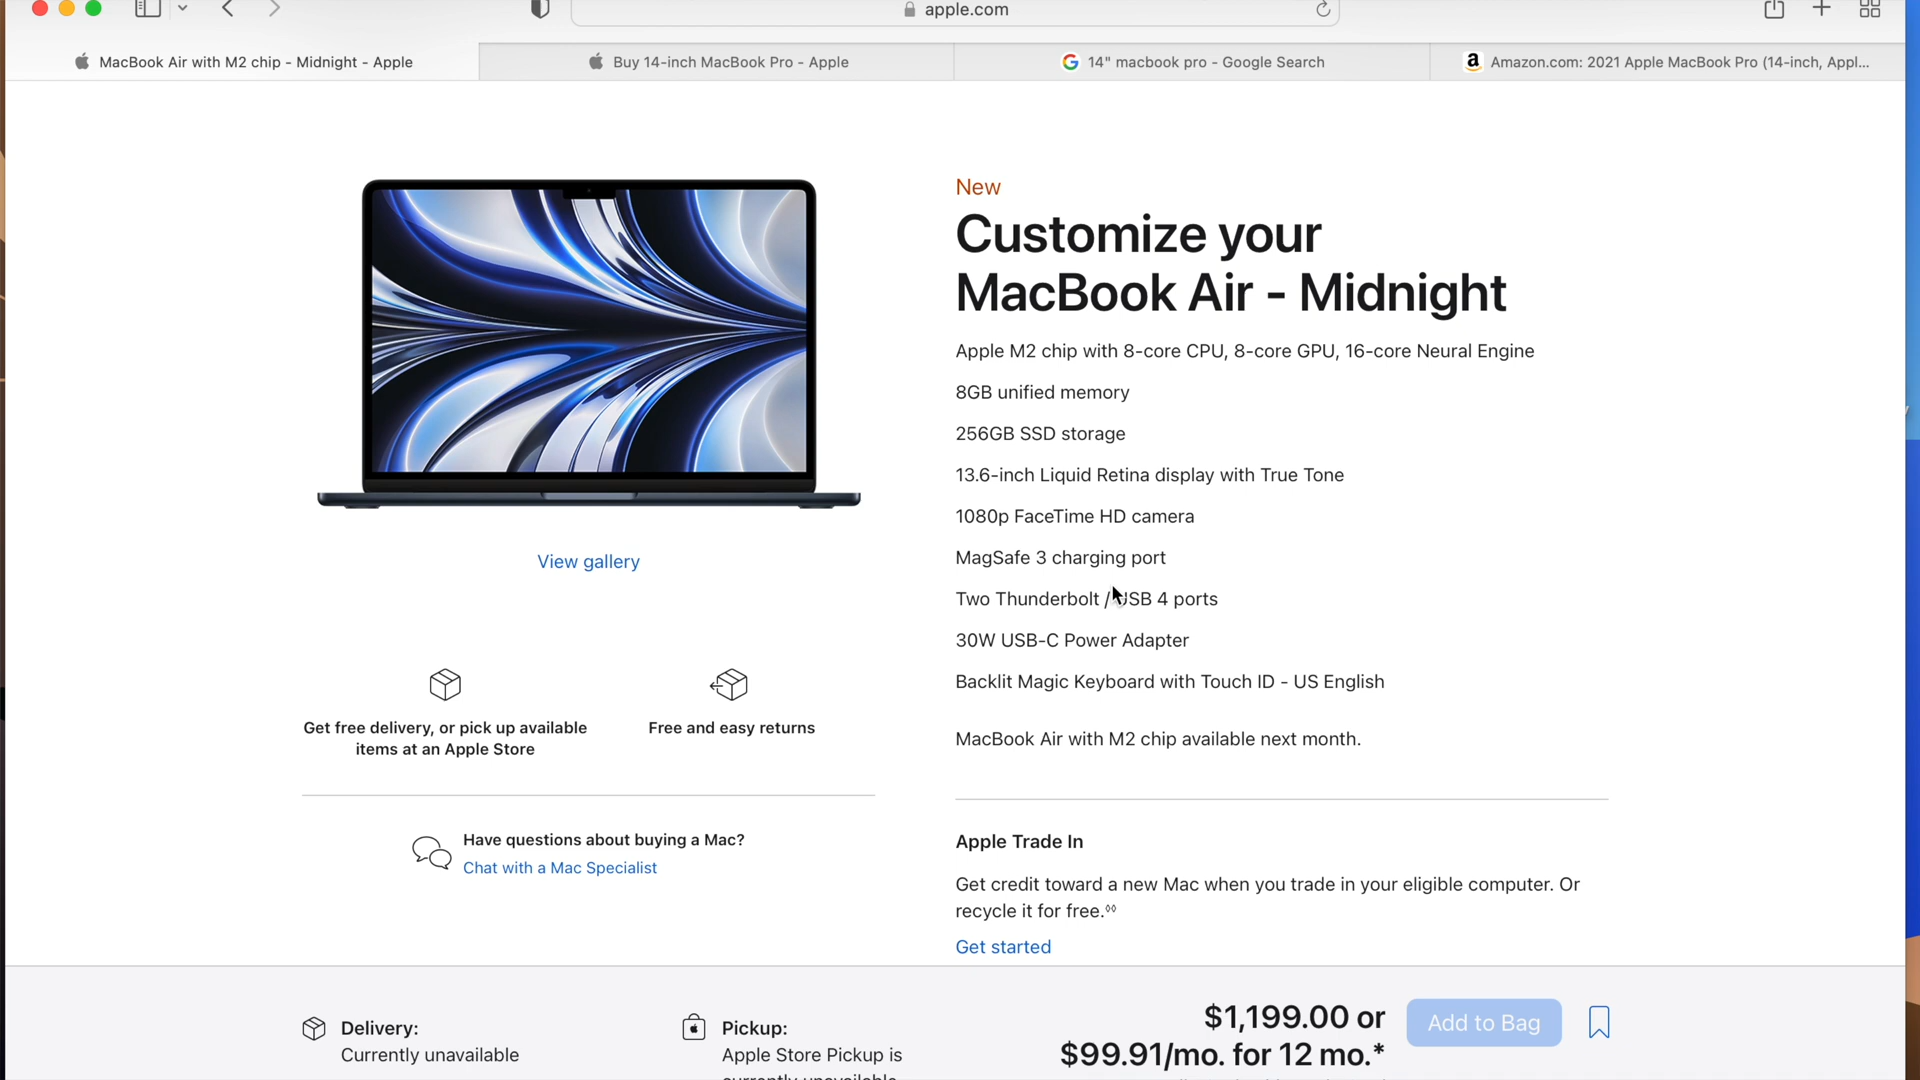 apple.com
MacBook Air with M2 chip - Midnight - Apple
Buy 14-inch MacBook Pro - Apple
14" macbook pro - Google Search
Amazon.com: 2021 Apple MacBook Pro (14-inch, Appl...
New
Customize your
MacBook Air - Midnight
Apple M2 chip with 8-core CPU, 8-core GPU, 16-core Neural Engine
8GB unified memory
256GB SSD storage
13.6-inch Liquid Retina display with True Tone
1080p FaceTime HD camera
MagSafe 3 charging port
Two Thunderbolt / USB 4 ports
30W USB-C Power Adapter
Backlit Magic Keyboard with Touch ID - US English
MacBook Air with M2 chip available next month.
View gallery
Get free delivery, or pick up available
items at an Apple Store
Free and easy returns
Have questions about buying a Mac?
Chat with a Mac Specialist
Apple Trade In
Get credit toward a new Mac when you trade in your eligible computer. Or
recycle it for free.◊◊
Get started
Delivery:
Currently unavailable
Pickup:
Apple Store Pickup is
currently unavailable
$1,199.00 or
$99.91/mo. for 12 mo.*
Add to Bag